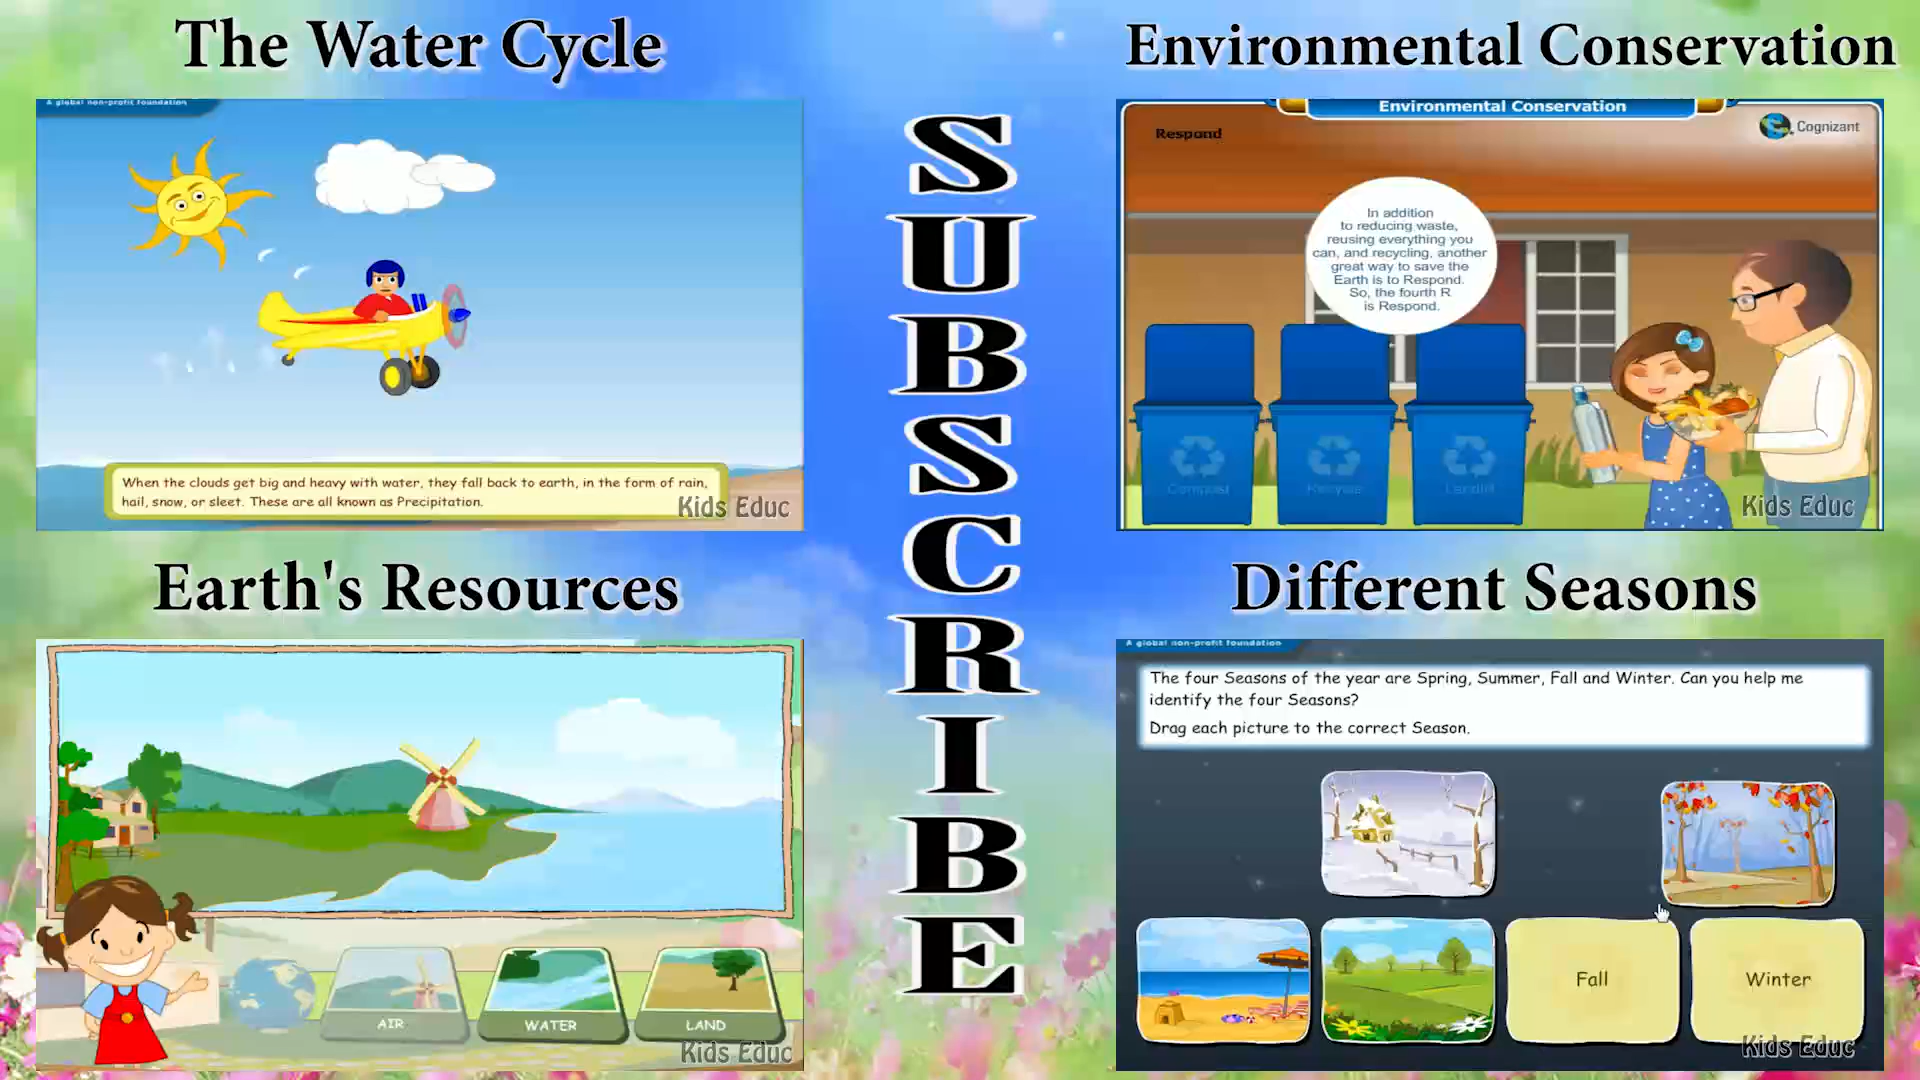 The Water Cycle
A global non-profit foundation
When the clouds get big and heavy with water, they fall back to earth, in the form of rain,
hail, snow, or sleet. These are all known as Precipitation.
Kids Educ
Environmental Conservation
Environmental Conservation
Respond
Cognizant
In addition
to reducing waste,
reusing everything you
can, and recycling, another
great way to save the
Earth is to Respond.
So, the fourth R
is Respond.
Compost
Recycle
Landfill
Kids Educ
SUBSCRIBE
Earth's Resources
AIR
WATER
LAND
Kids Educ
Different Seasons
A global non-profit foundation
The four Seasons of the year are Spring, Summer, Fall and Winter. Can you help me
identify the four Seasons?
Drag each picture to the correct Season.
Fall
Winter
Kids Educ